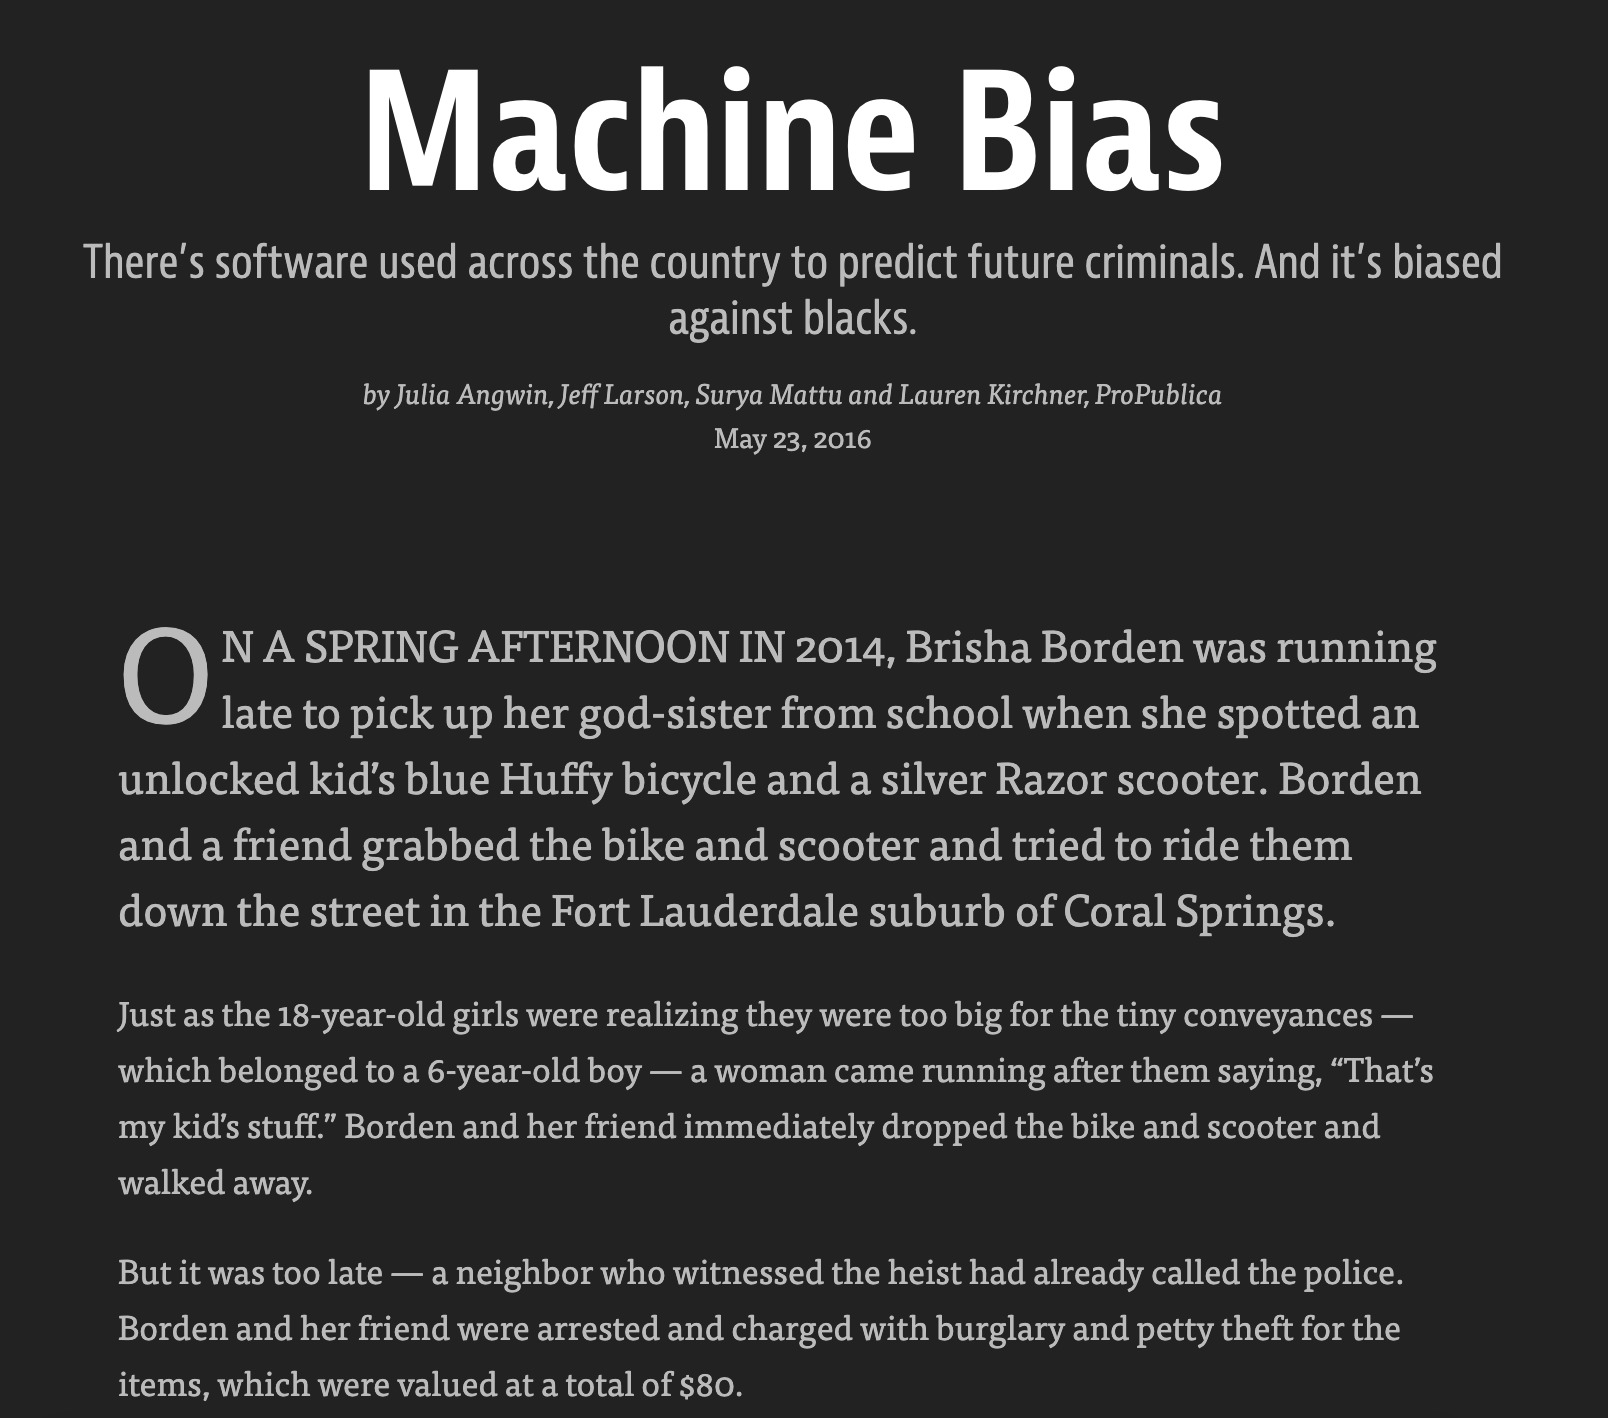 Machine Bias
There’s software used across the country to predict future criminals. And it’s biased
against blacks.
by Julia Angwin, Jeff Larson, Surya Mattu and Lauren Kirchner, ProPublica
May 23, 2016
ON A SPRING AFTERNOON IN 2014, Brisha Borden was running
late to pick up her god-sister from school when she spotted an
unlocked kid’s blue Huffy bicycle and a silver Razor scooter. Borden
and a friend grabbed the bike and scooter and tried to ride them
down the street in the Fort Lauderdale suburb of Coral Springs.
Just as the 18-year-old girls were realizing they were too big for the tiny conveyances —
which belonged to a 6-year-old boy — a woman came running after them saying, “That’s
my kid’s stuff.” Borden and her friend immediately dropped the bike and scooter and
walked away.
But it was too late — a neighbor who witnessed the heist had already called the police.
Borden and her friend were arrested and charged with burglary and petty theft for the
items, which were valued at a total of $80.